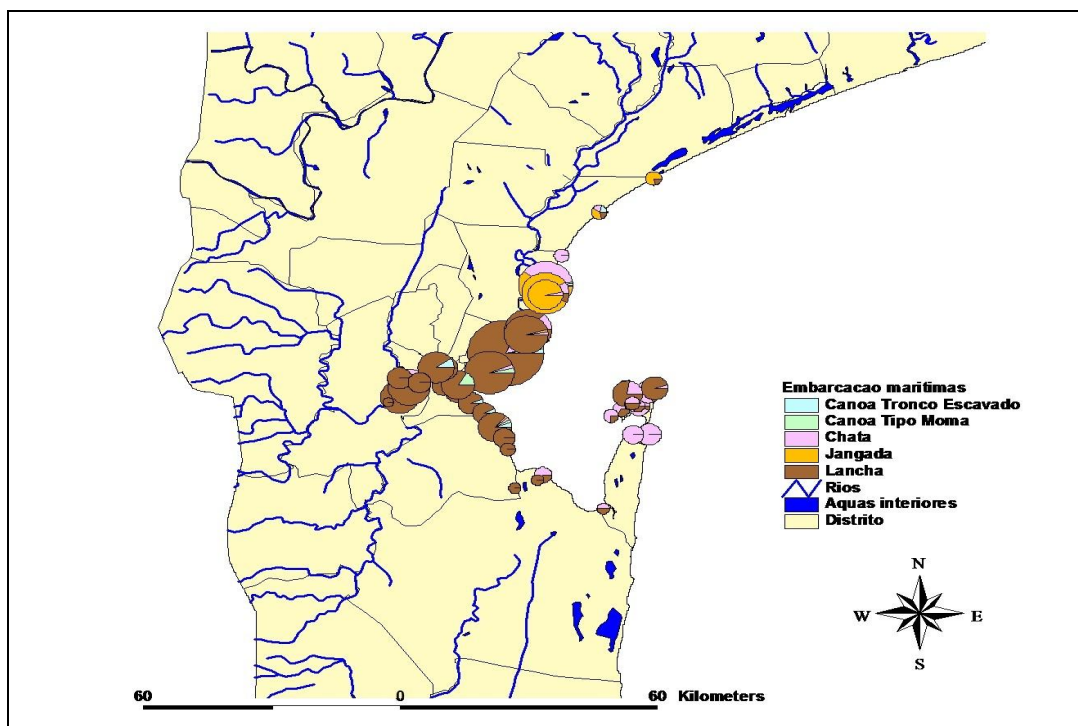 Embarcacao maritimas
Canoa Tronco Escavado
Canoa Tipo Moma
Chata
Jangada
Lancha
Rios
Aquas interiores
Distrito
N
W E
S
60 0 60 Kilometers